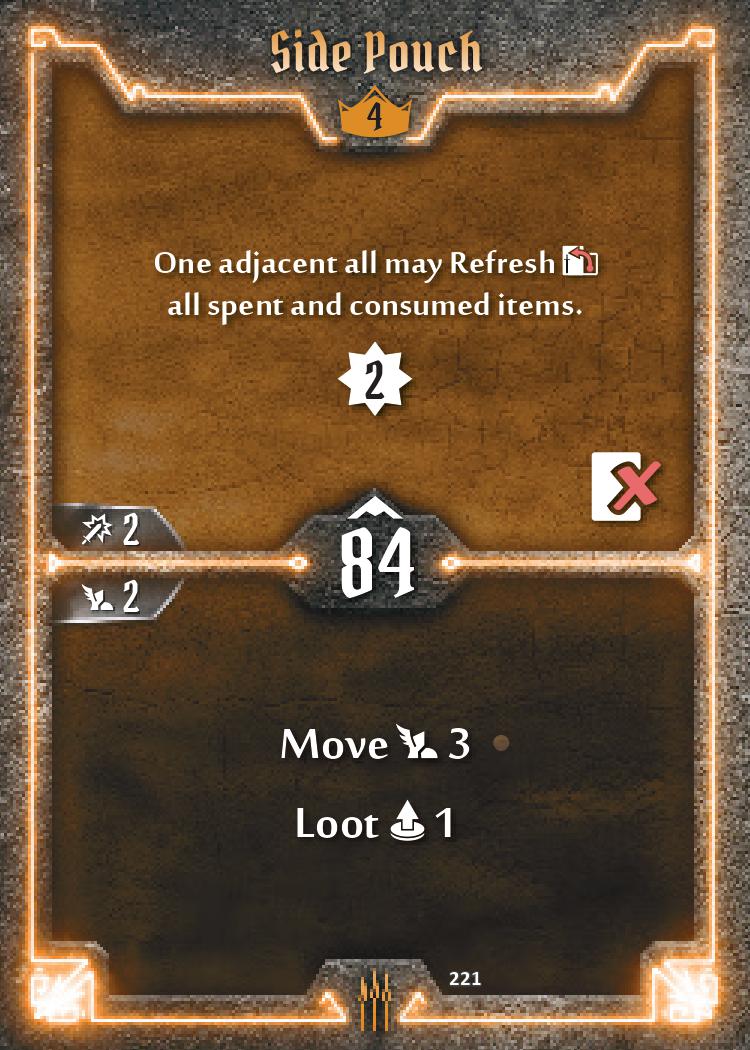 Side Pouch
4
One adjacent all may Refresh
all spent and consumed items.
2
2
84
2
Move 3
Loot 1
221